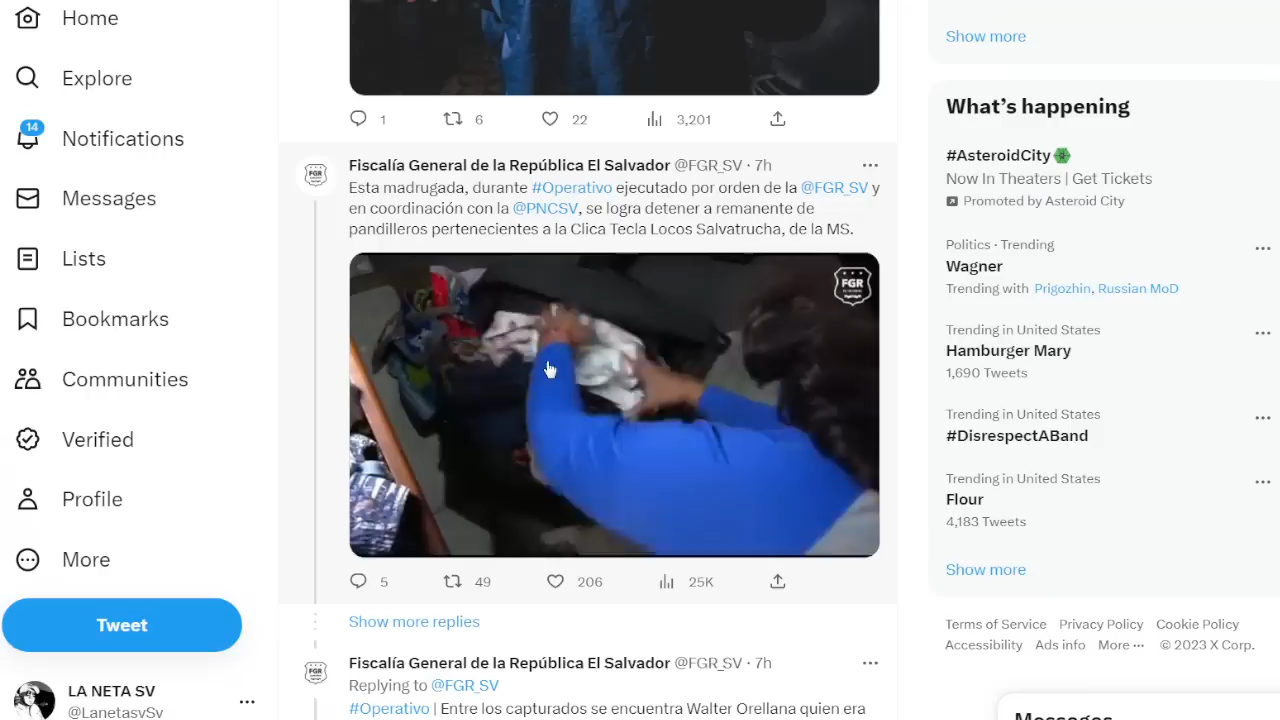 Home
Explore
14
Notifications
Messages
Lists
Bookmarks
Communities
Verified
Profile
More
Tweet
LA NETA SV
@LanetasvSv
1
6
22
3,201
FGR
Fiscalía General de la República El Salvador @FGR_SV · 7h
Esta madrugada, durante #Operativo ejecutado por orden de la @FGR_SV y
en coordinación con la @PNCSV, se logra detener a remanente de
pandilleros pertenecientes a la Clica Tecla Locos Salvatrucha, de la MS.
FGR
5
49
206
25K
Show more replies
FGR
Fiscalía General de la República El Salvador @FGR_SV · 7h
Replying to @FGR_SV
#Operativo | Entre los capturados se encuentra Walter Orellana quien era
Show more
What's happening
#AsteroidCity
Now In Theaters | Get Tickets
Promoted by Asteroid City
Politics · Trending
Wagner
Trending with Prigozhin, Russian MoD
Trending in United States
Hamburger Mary
1,690 Tweets
Trending in United States
#DisrespectABand
Trending in United States
Flour
4,183 Tweets
Show more
Terms of Service Privacy Policy Cookie Policy
Accessibility Ads info More ··· © 2023 X Corp.
Messages